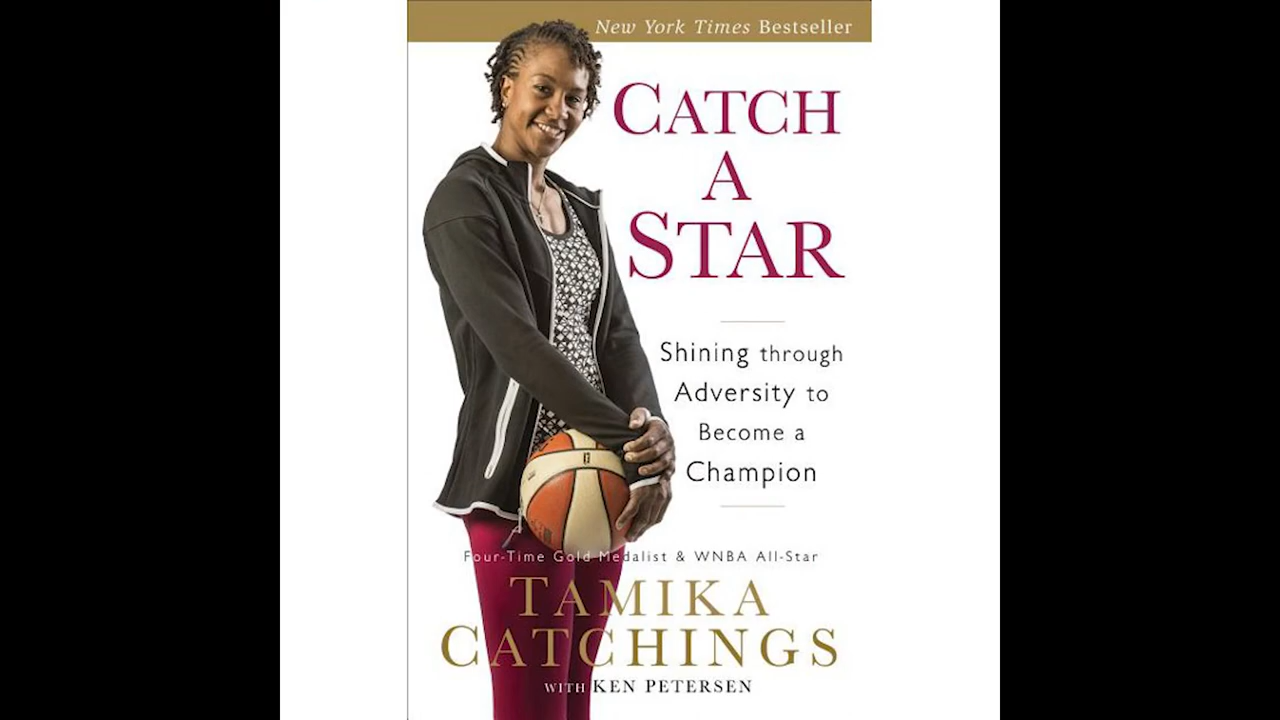 New York Times Bestseller
CATCH
A
STAR
Shining through
Adversity to
Become a
Champion
Four-Time Gold Medalist & WNBA All-Star
TAMIKA
CATCHINGS
WITH KEN PETERSEN